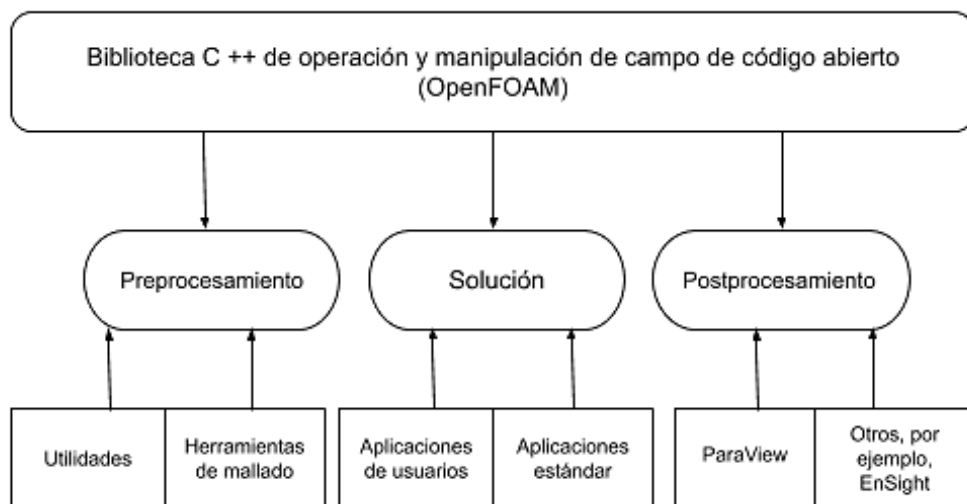 Biblioteca C ++ de operación y manipulación de campo de código abierto
(OpenFOAM)
Preprocesamiento
Solución
Postprocesamiento
Utilidades
Herramientas
de mallado
Aplicaciones
de usuarios
Aplicaciones
estándar
ParaView
Otros, por
ejemplo,
EnSight